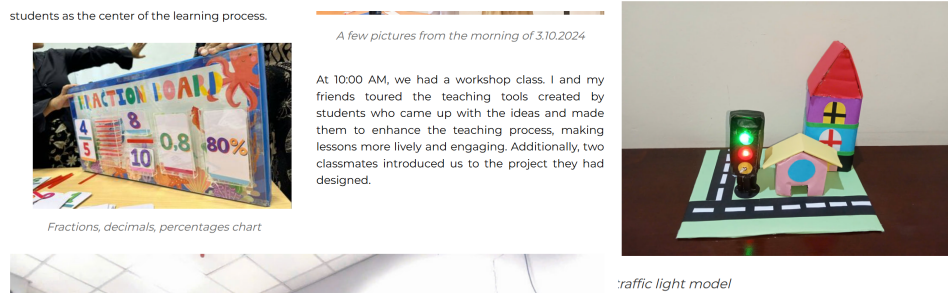 students as the center of the learning process.
FRACTION BOARD
4
5
8
10
0,8
80%
Fractions, decimals, percentages chart
A few pictures from the morning of 3.10.2024
At 10:00 AM, we had a workshop class. I and my
friends toured the teaching tools created by
students who came up with the ideas and made
them to enhance the teaching process, making
lessons more lively and engaging. Additionally, two
classmates introduced us to the project they had
designed.
traffic light model